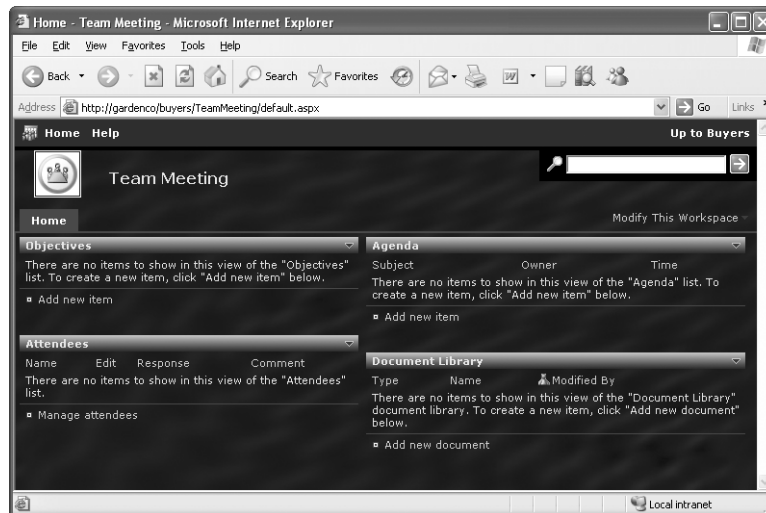 Home - Team Meeting - Microsoft Internet Explorer
File Edit View Favorites Tools Help
Back Search Favorites
Address http://gardenco/buyers/TeamMeeting/default.aspx Go Links
Home Help Up to Buyers
Team Meeting
Home Modify This Workspace
Objectives
There are no items to show in this view of the "Objectives"
list. To create a new item, click "Add new item" below.
Add new item
Attendees
Name Edit Response Comment
There are no items to show in this view of the "Attendees"
list.
Manage attendees
Agenda
Subject Owner Time
There are no items to show in this view of the "Agenda" list. To
create a new item, click "Add new item" below.
Add new item
Document Library
Type Name Modified By
There are no items to show in this view of the "Document Library"
document library. To create a new item, click "Add new document"
below.
Add new document
Local intranet